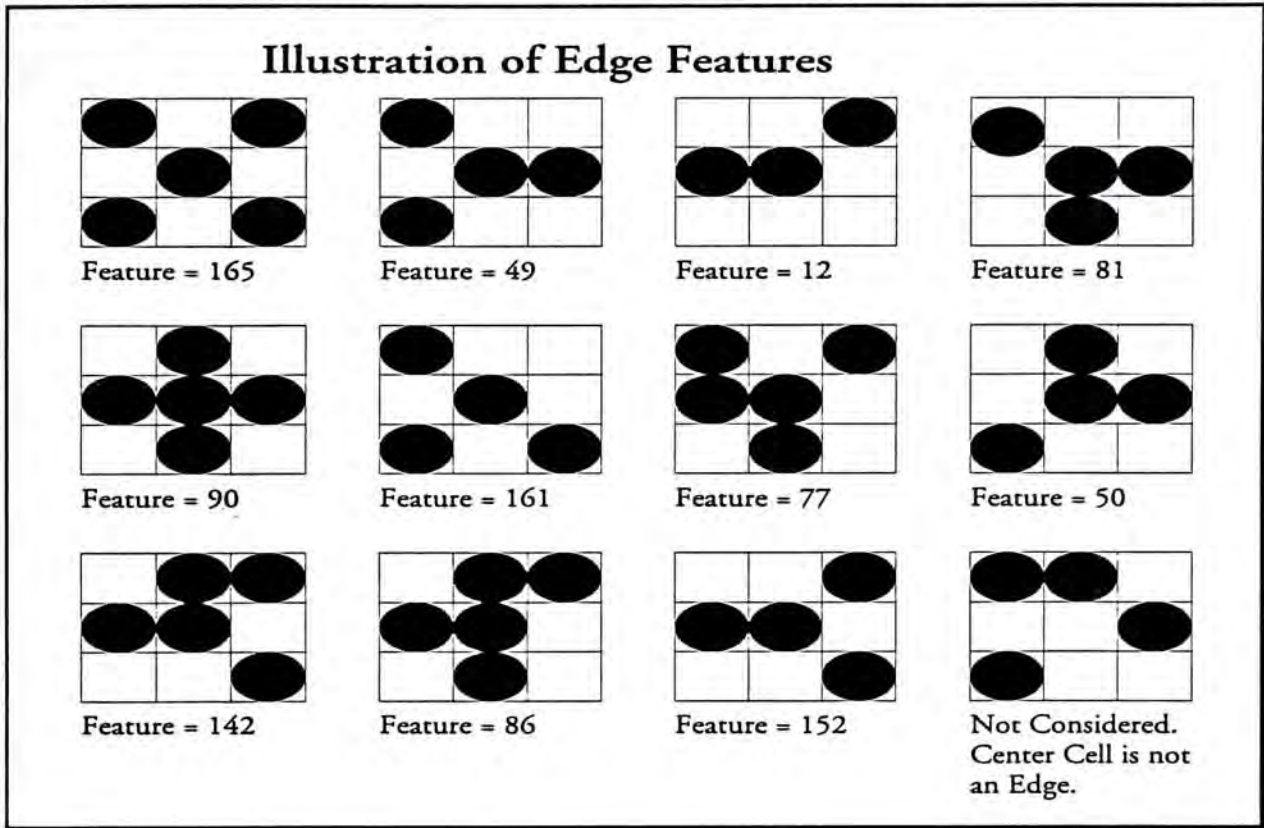 Illustration of Edge Features
Feature = 165
Feature = 49
Feature = 12
Feature = 81
Feature = 90
Feature = 161
Feature = 77
Feature = 50
Feature = 142
Feature = 86
Feature = 152
Not Considered.
Center Cell is not
an Edge.